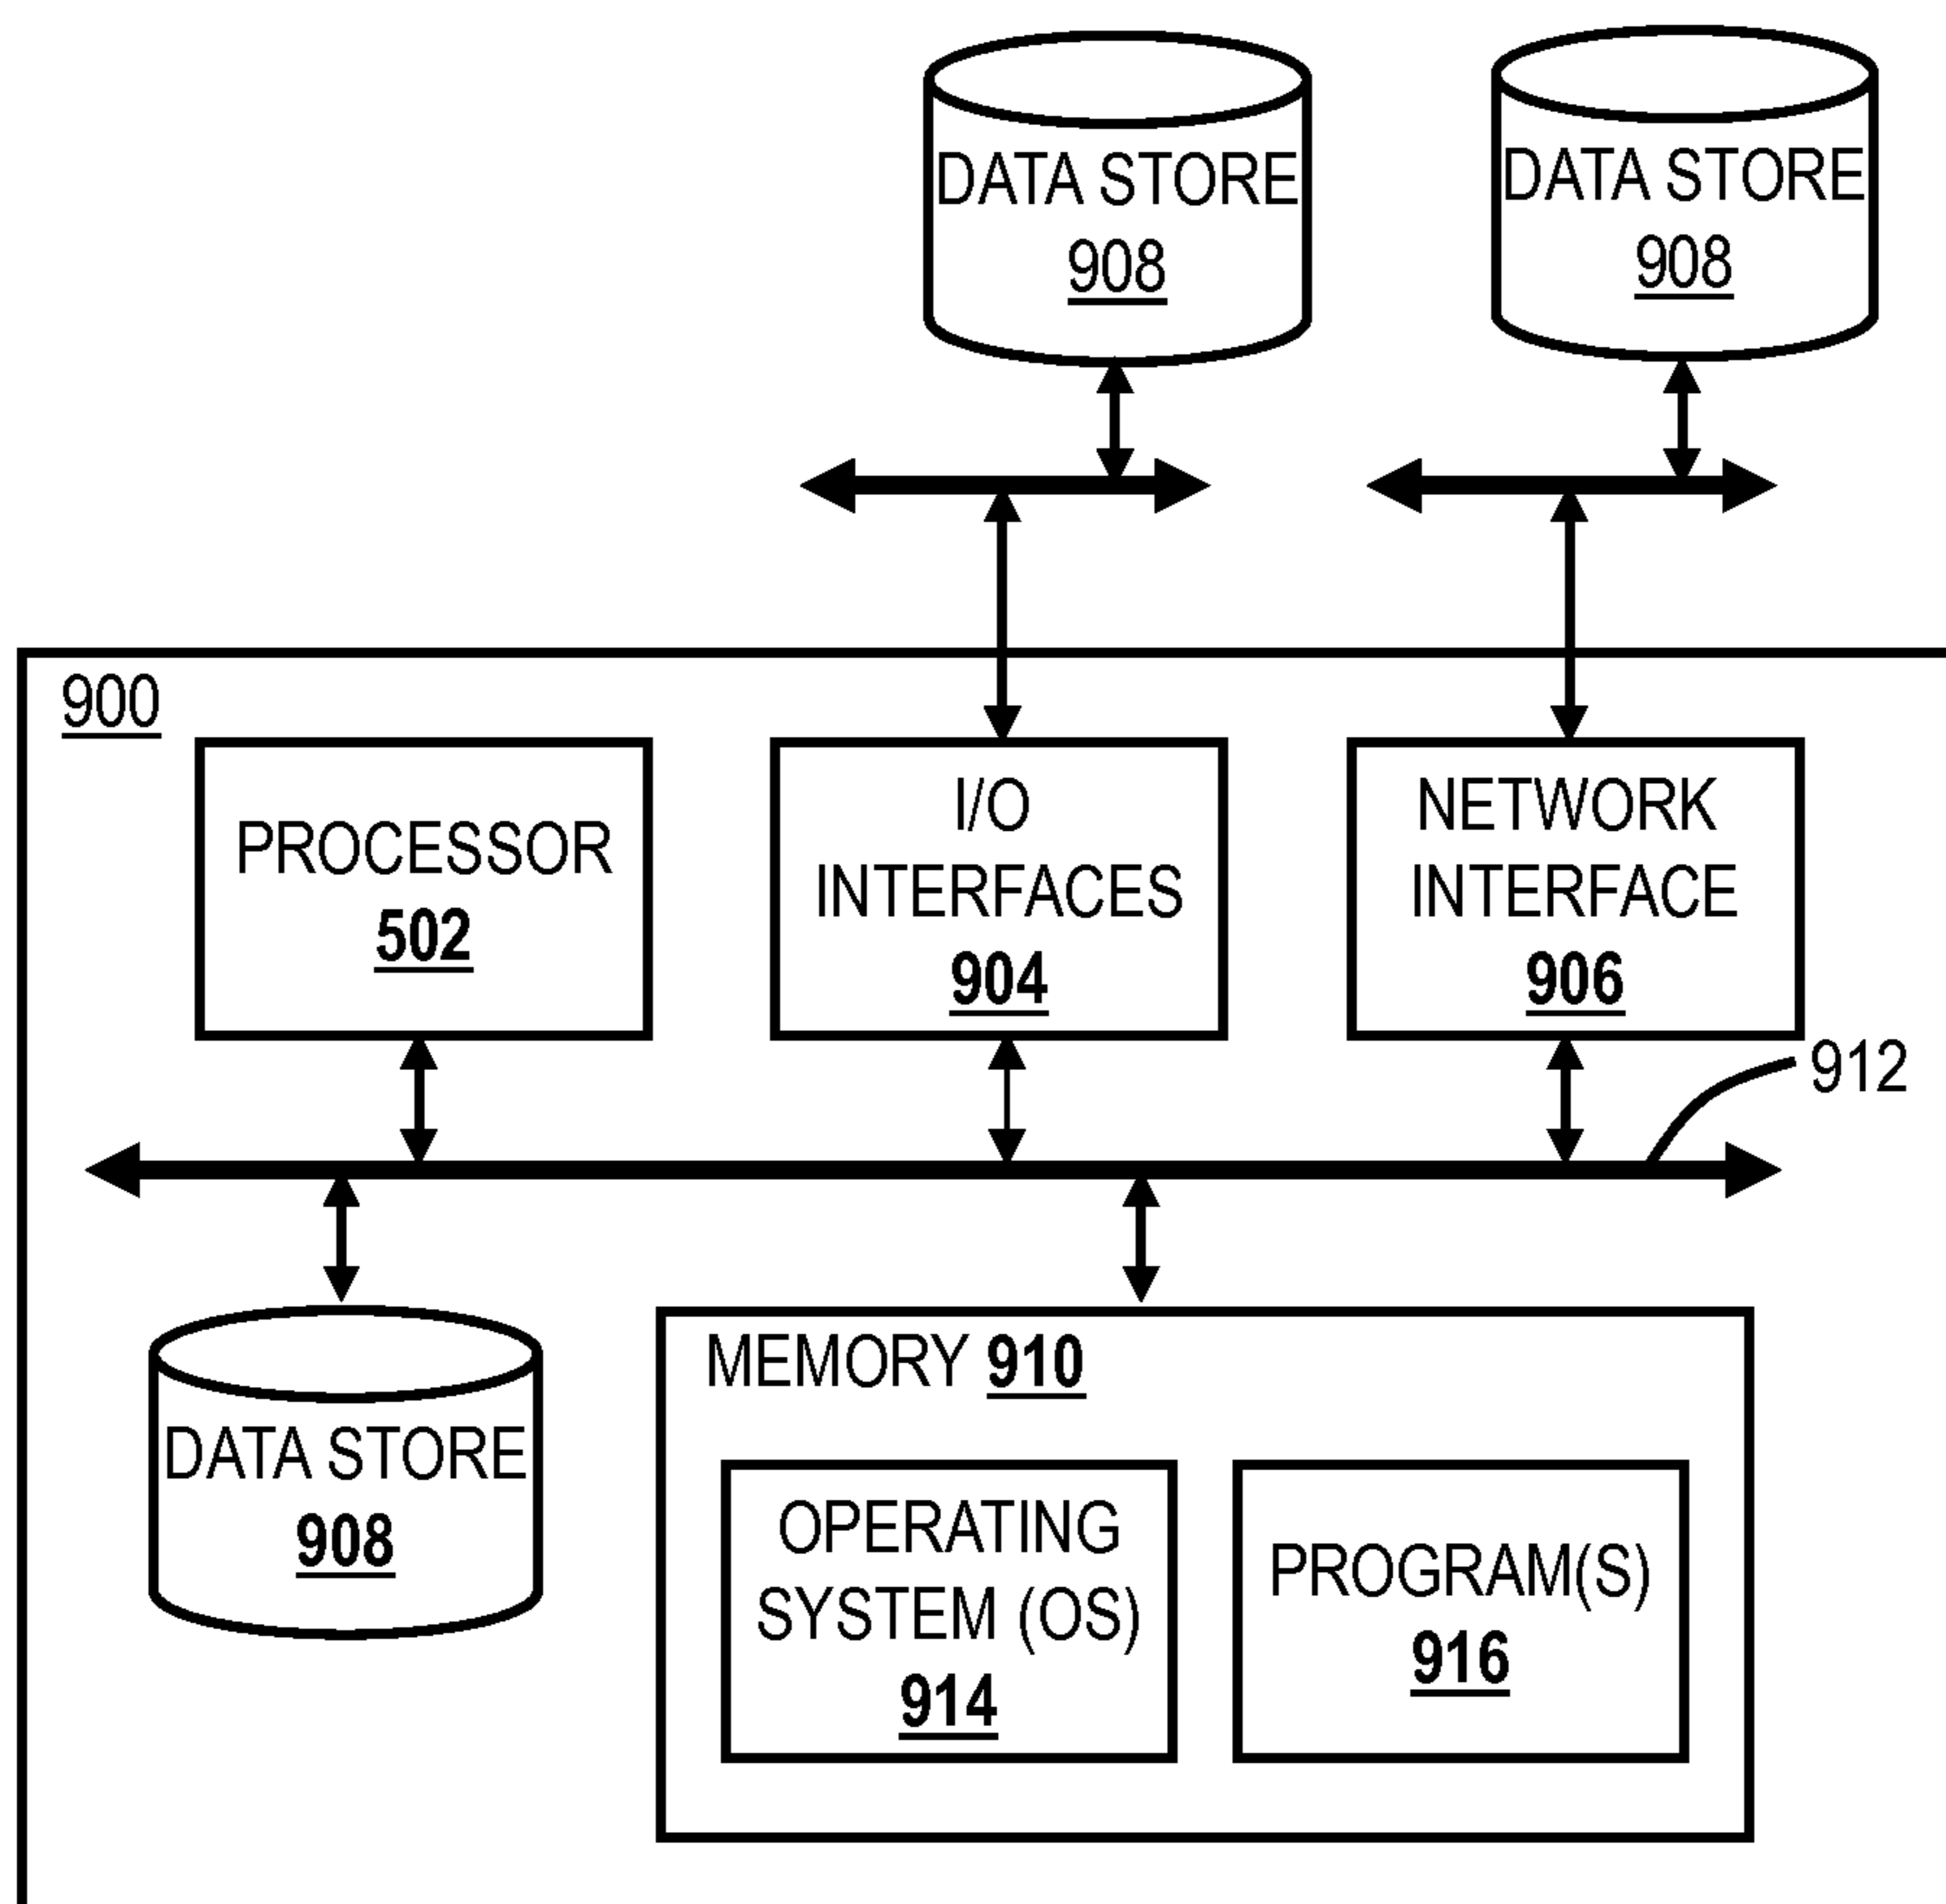 DATA STORE
908
DATA STORE
908
900
PROCESSOR
502
I/O
INTERFACES
904
NETWORK
INTERFACE
906
912
DATA STORE
908
MEMORY 910
OPERATING
SYSTEM (OS)
914
PROGRAM(S)
916